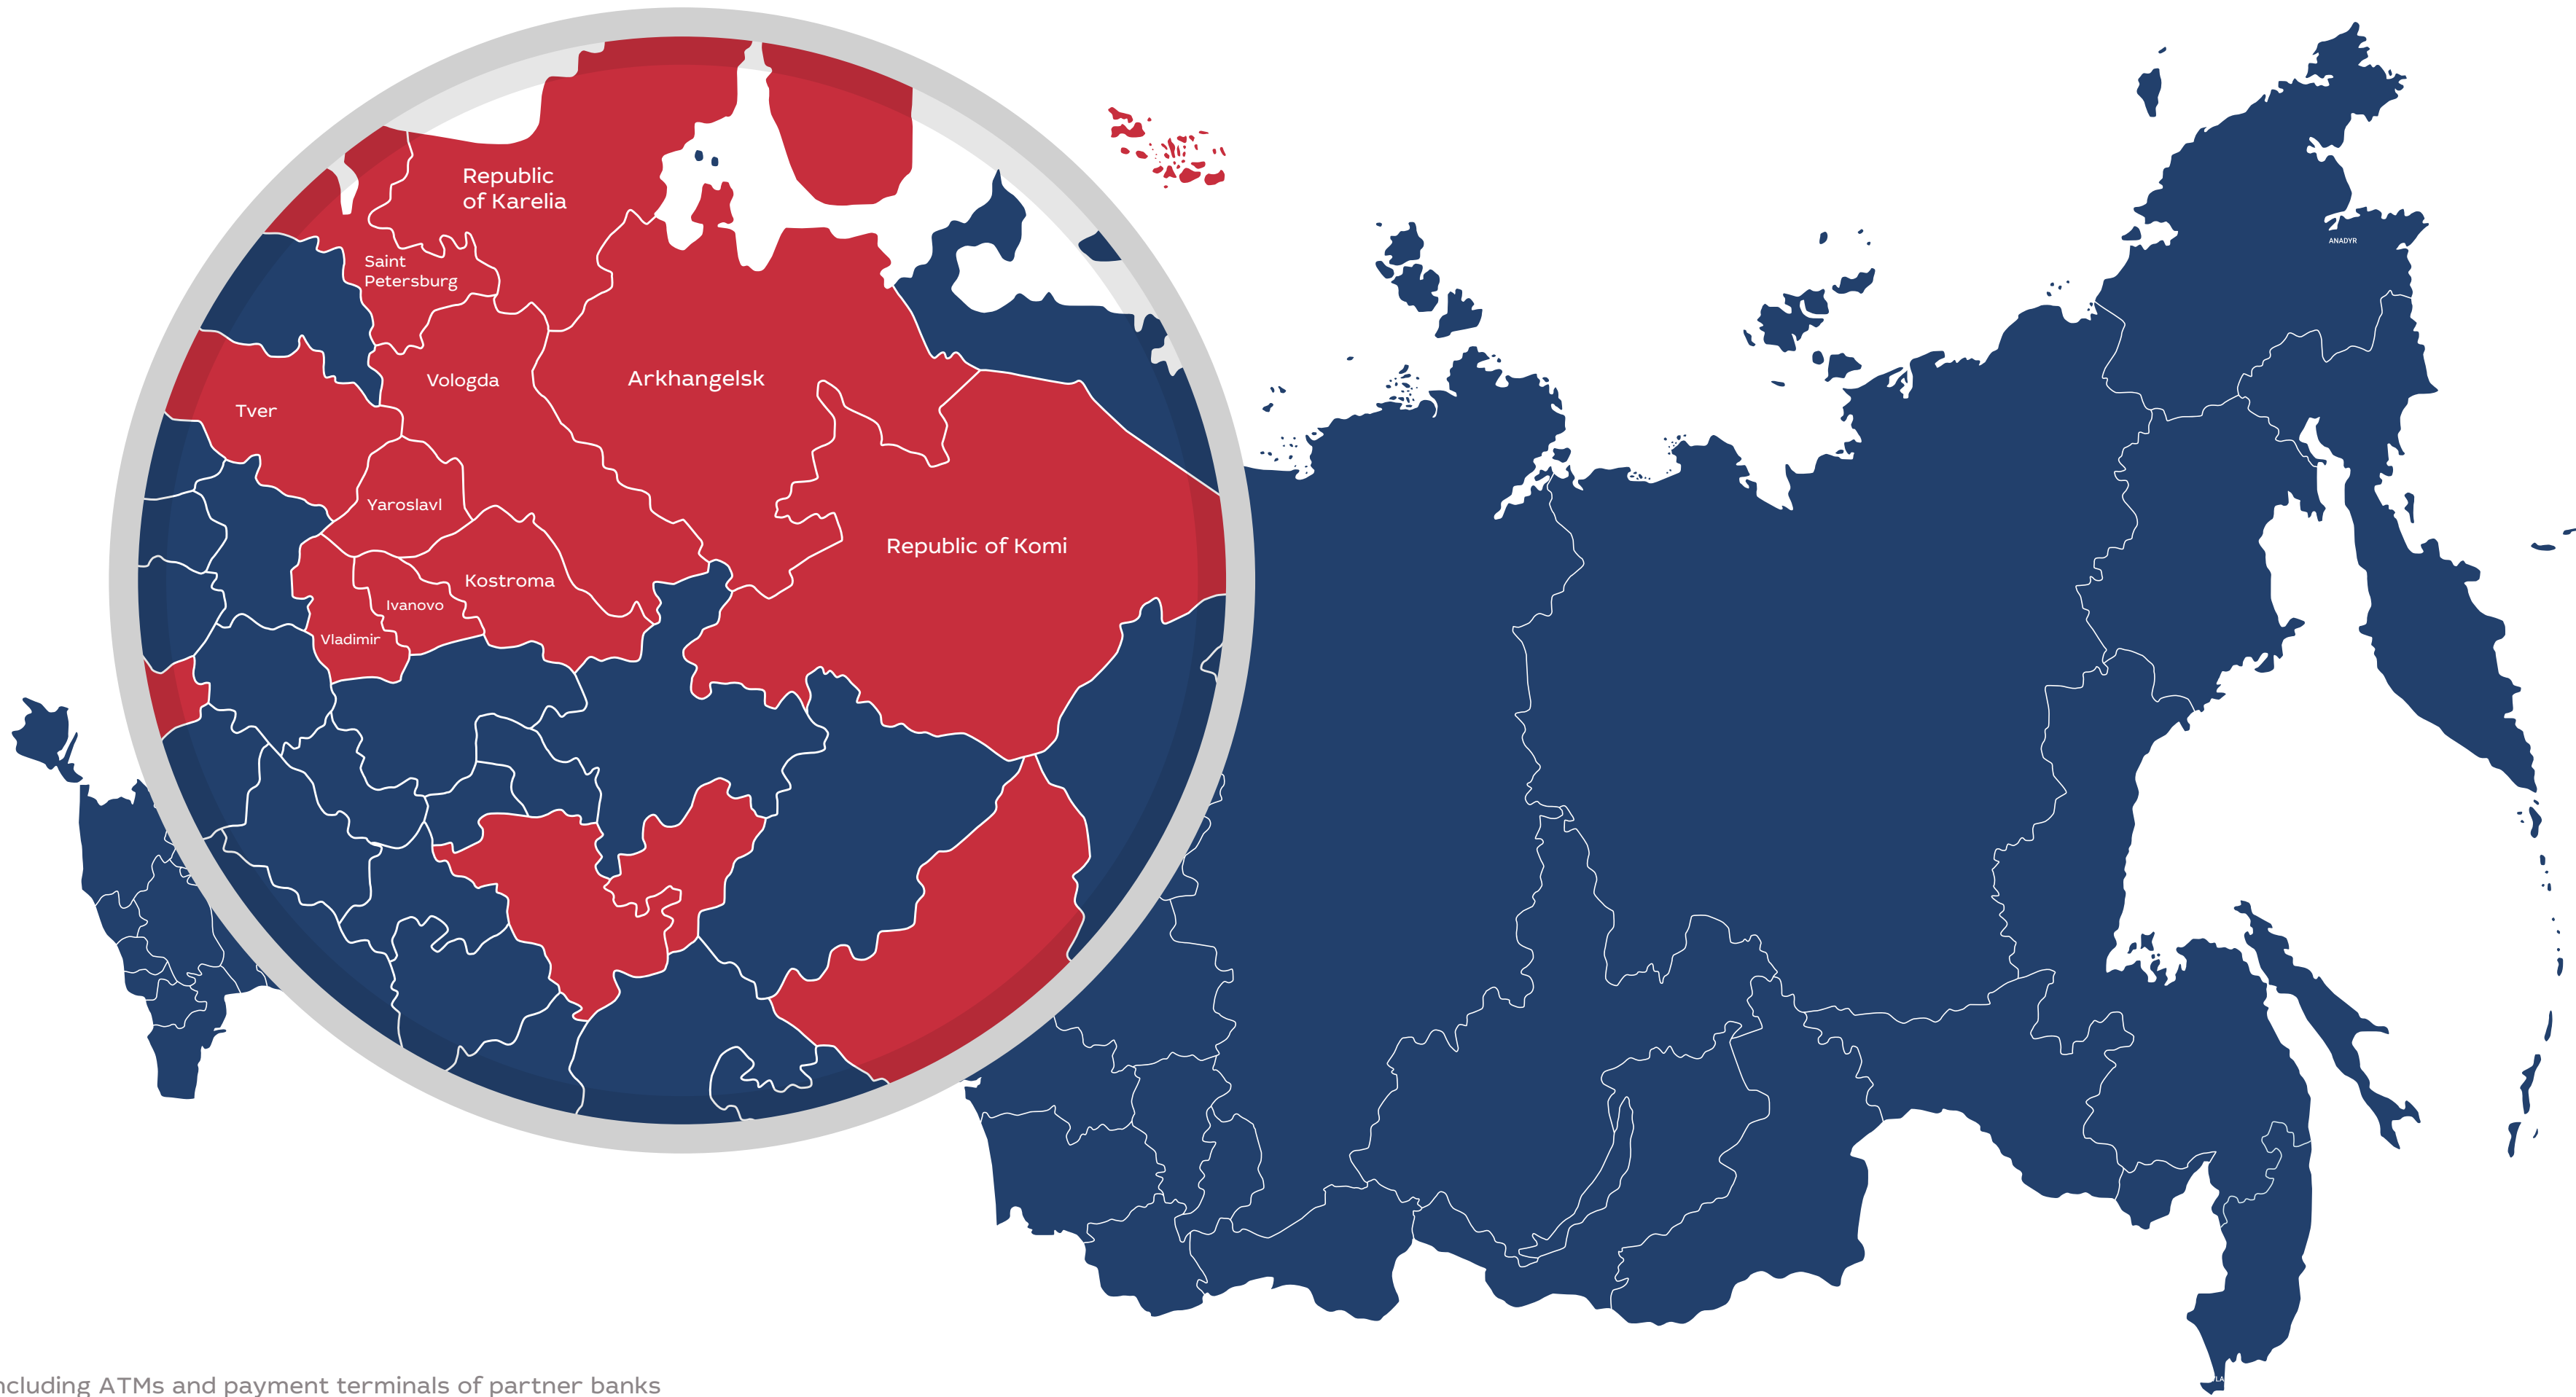 Republic
of Karelia
ANADYR
Saint
Petersburg
Vologda
Arkhangelsk
Tver
Yaroslavl
Republic of Komi
Kostroma
Ivanovo
Vladimir
ATMs and payment terminals of partner banks